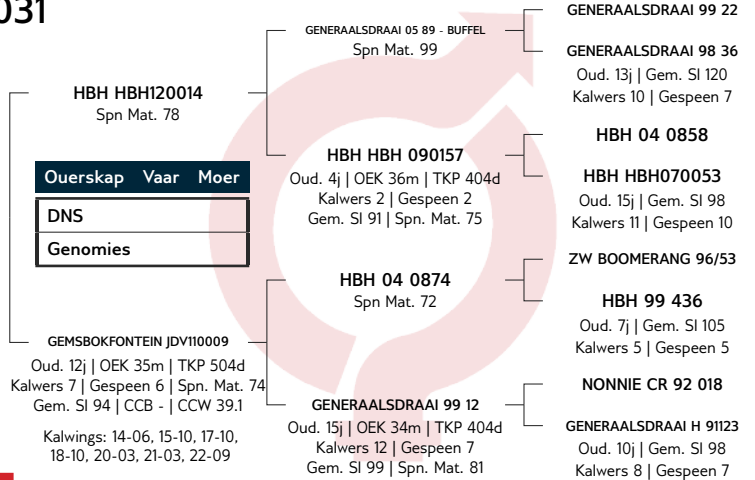 031
HBH HBH120014
Spn Mat. 78
Ouerskap Vaar Moer
DNS
Genomies
GEMSBOKFONTEIN JDV110009
Oud. 12j | OEK 35m | TKP 504d
Kalwers 7 | Gespeen 6 | Spn. Mat. 74
Gem. SI 94 | CCB - | CCW 39.1
Kalwings: 14-06, 15-10, 17-10,
18-10, 20-03, 21-03, 22-09
GENERAALSDRAAI 05 89 - BUFFEL
Spn Mat. 99
HBH HBH 090157
Oud. 4j | OEK 36m | TKP 404d
Kalwers 2 | Gespeen 2
Gem. SI 91 | Spn. Mat. 75
HBH 04 0874
Spn Mat. 72
GENERAALSDRAAI 99 12
Oud. 15j | OEK 34m | TKP 404d
Kalwers 12 | Gespeen 7
Gem. SI 99 | Spn. Mat. 81
GENERAALSDRAAI 99 22
GENERAALSDRAAI 98 36
Oud. 13j | Gem. SI 120
Kalwers 10 | Gespeen 7
HBH 04 0858
HBH HBH070053
Oud. 15j | Gem. SI 98
Kalwers 11 | Gespeen 10
ZW BOOMERANG 96/53
HBH 99 436
Oud. 7j | Gem. SI 105
Kalwers 5 | Gespeen 5
NONNIE CR 92 018
GENERAALSDRAAI H 91123
Oud. 10j | Gem. SI 98
Kalwers 8 | Gespeen 7